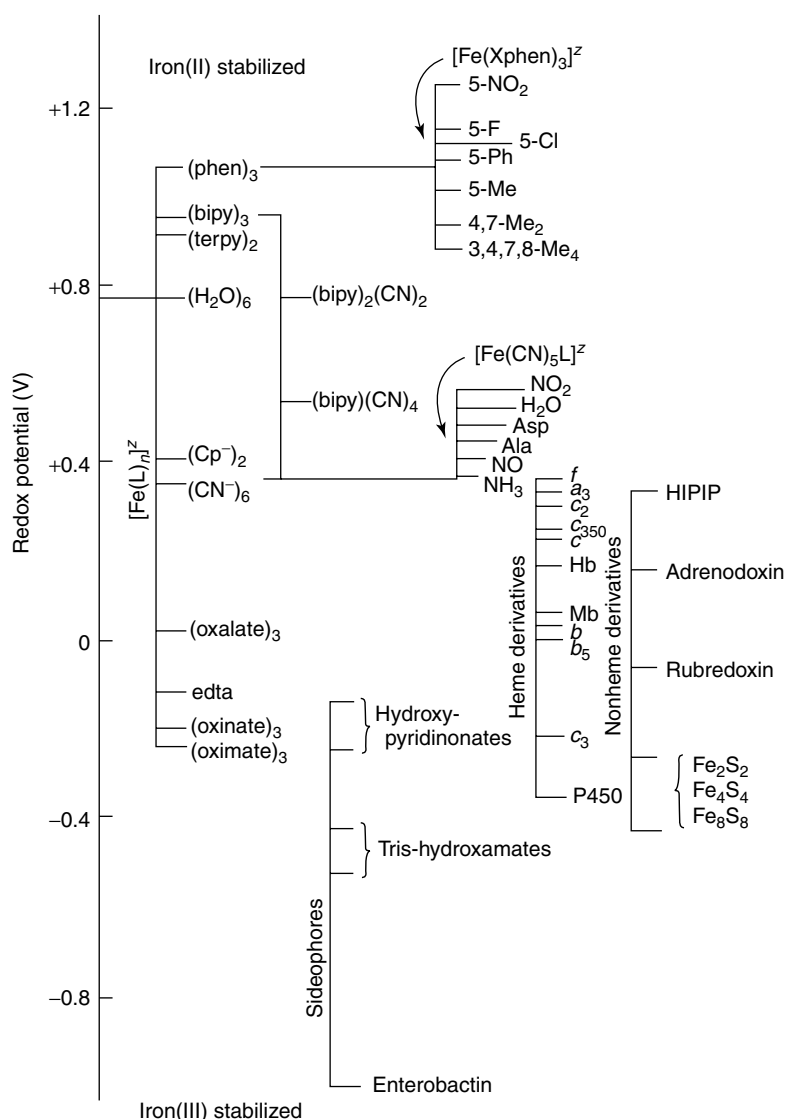 Iron(II) stabilized
[Fe(Xphen)₃]ᶻ
+1.2
+0.8
+0.4
0
−0.4
−0.8
Redox potential (V)
[Fe(L)ₙ]ᶻ
(phen)₃
(bipy)₃
(terpy)₂
(H₂O)₆
(Cp⁻)₂
(CN⁻)₆
(oxalate)₃
edta
(oxinate)₃
(oximate)₃
(bipy)₂(CN)₂
(bipy)(CN)₄
5-NO₂
5-F
5-Cl
5-Ph
5-Me
4,7-Me₂
3,4,7,8-Me₄
[Fe(CN)₅L]ᶻ
NO₂
H₂O
Asp
Ala
NO
NH₃
Heme derivatives
f
a₃
c₂
c₃₅₀
c
Hb
Mb
b
b₅
c₃
P450
Nonheme derivatives
HIPIP
Adrenodoxin
Rubredoxin
Fe₂S₂
Fe₄S₄
Fe₈S₈
Sideophores
Hydroxy-
pyridinonates
Tris-hydroxamates
Enterobactin
Iron(III) stabilized